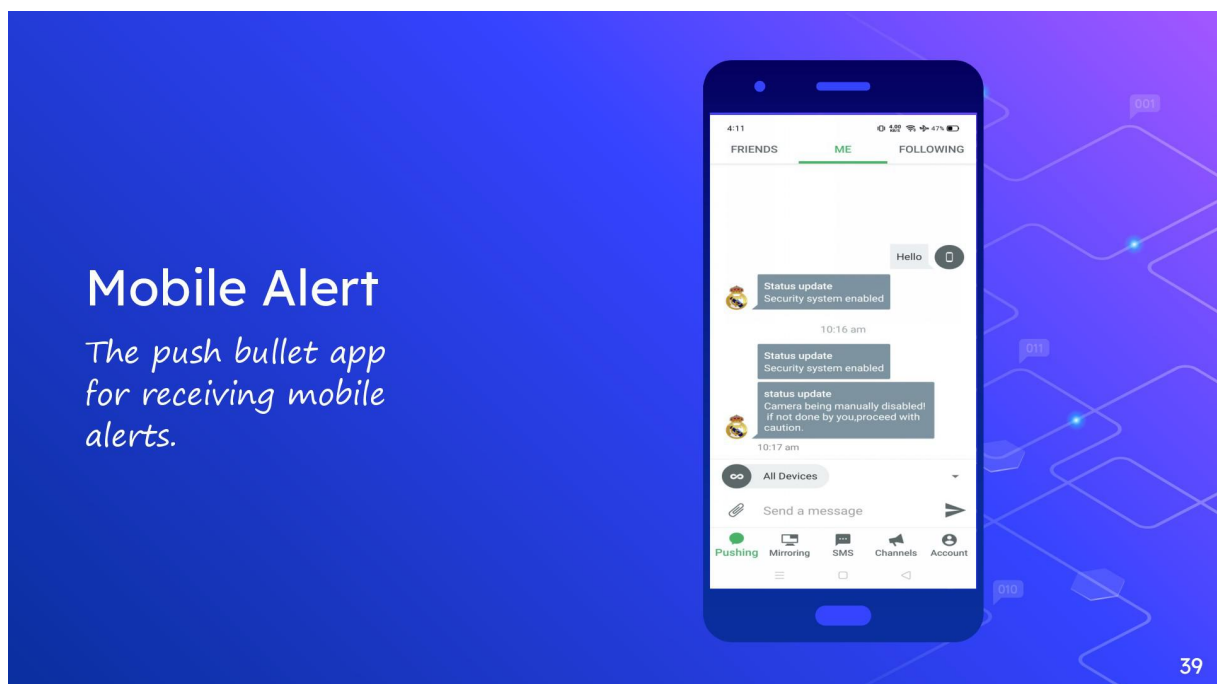 Mobile Alert
The push bullet app
for receiving mobile
alerts.
4:11
4.00
47%
FRIENDS ME FOLLOWING
Hello
Status update
Security system enabled
10:16 am
Status update
Security system enabled
status update
Camera being manually disabled!
if not done by you,proceed with
caution.
10:17 am
All Devices
Send a message
Pushing Mirroring SMS Channels Account
001
011
010
39